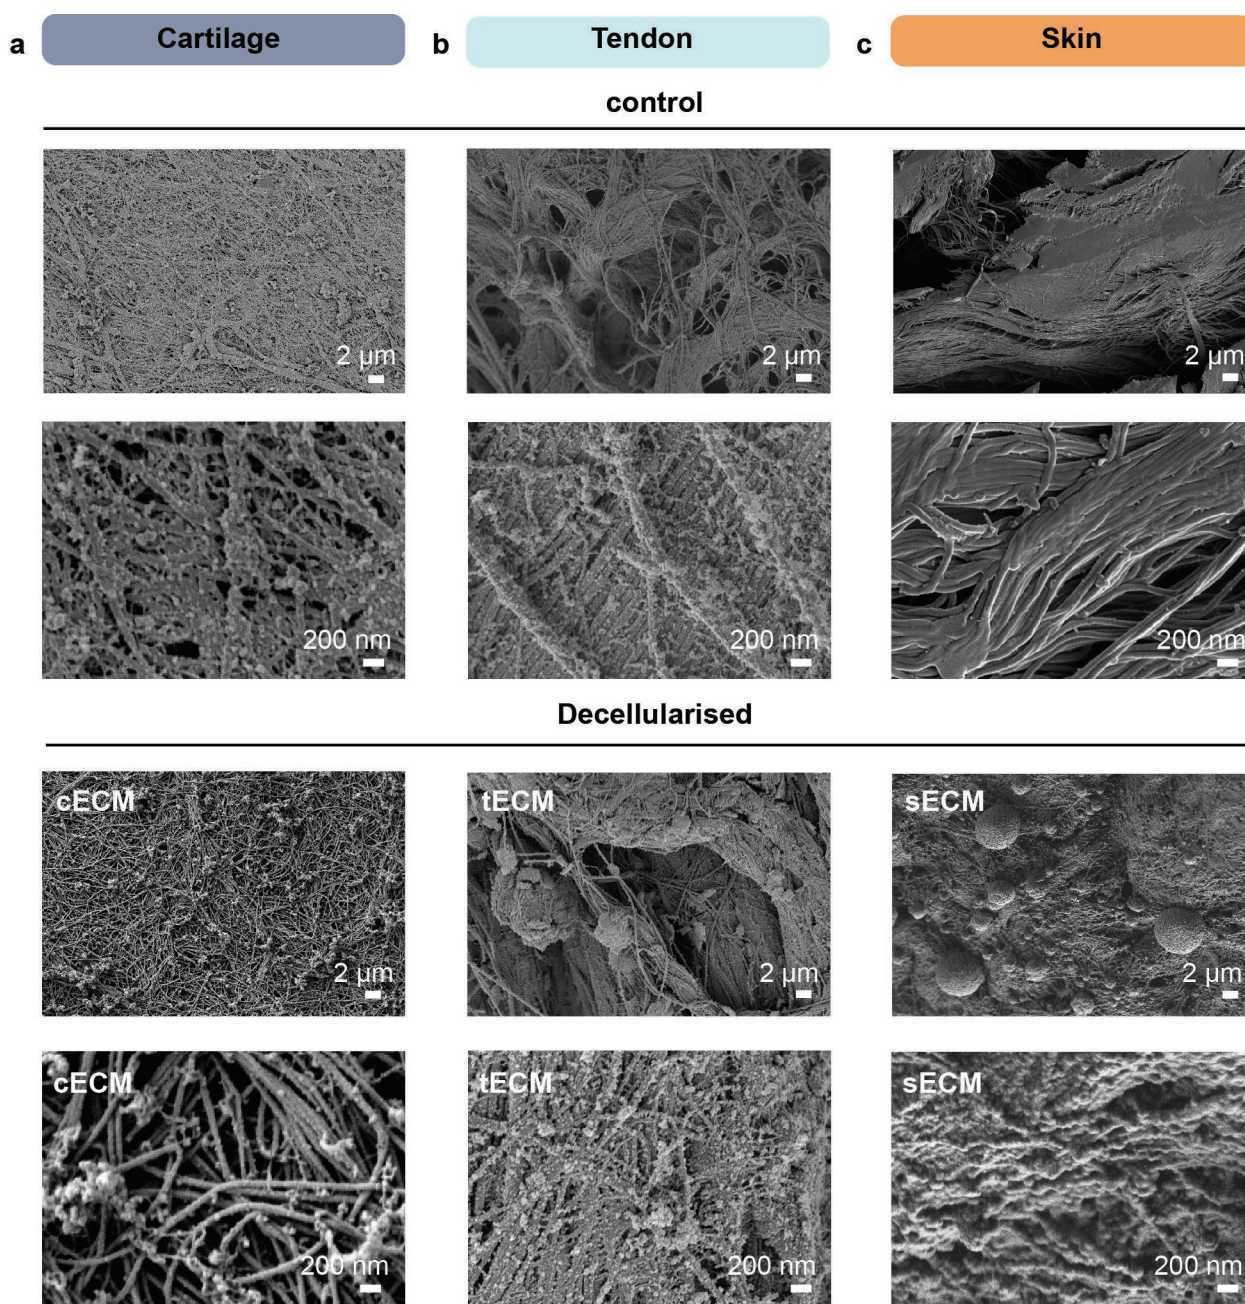 a Cartilage b Tendon c Skin
control
2 µm 2 µm 2 µm
200 nm 200 nm 200 nm
Decellularised
cECM tECM sECM
2 µm 2 µm 2 µm
cECM tECM sECM
200 nm 200 nm 200 nm